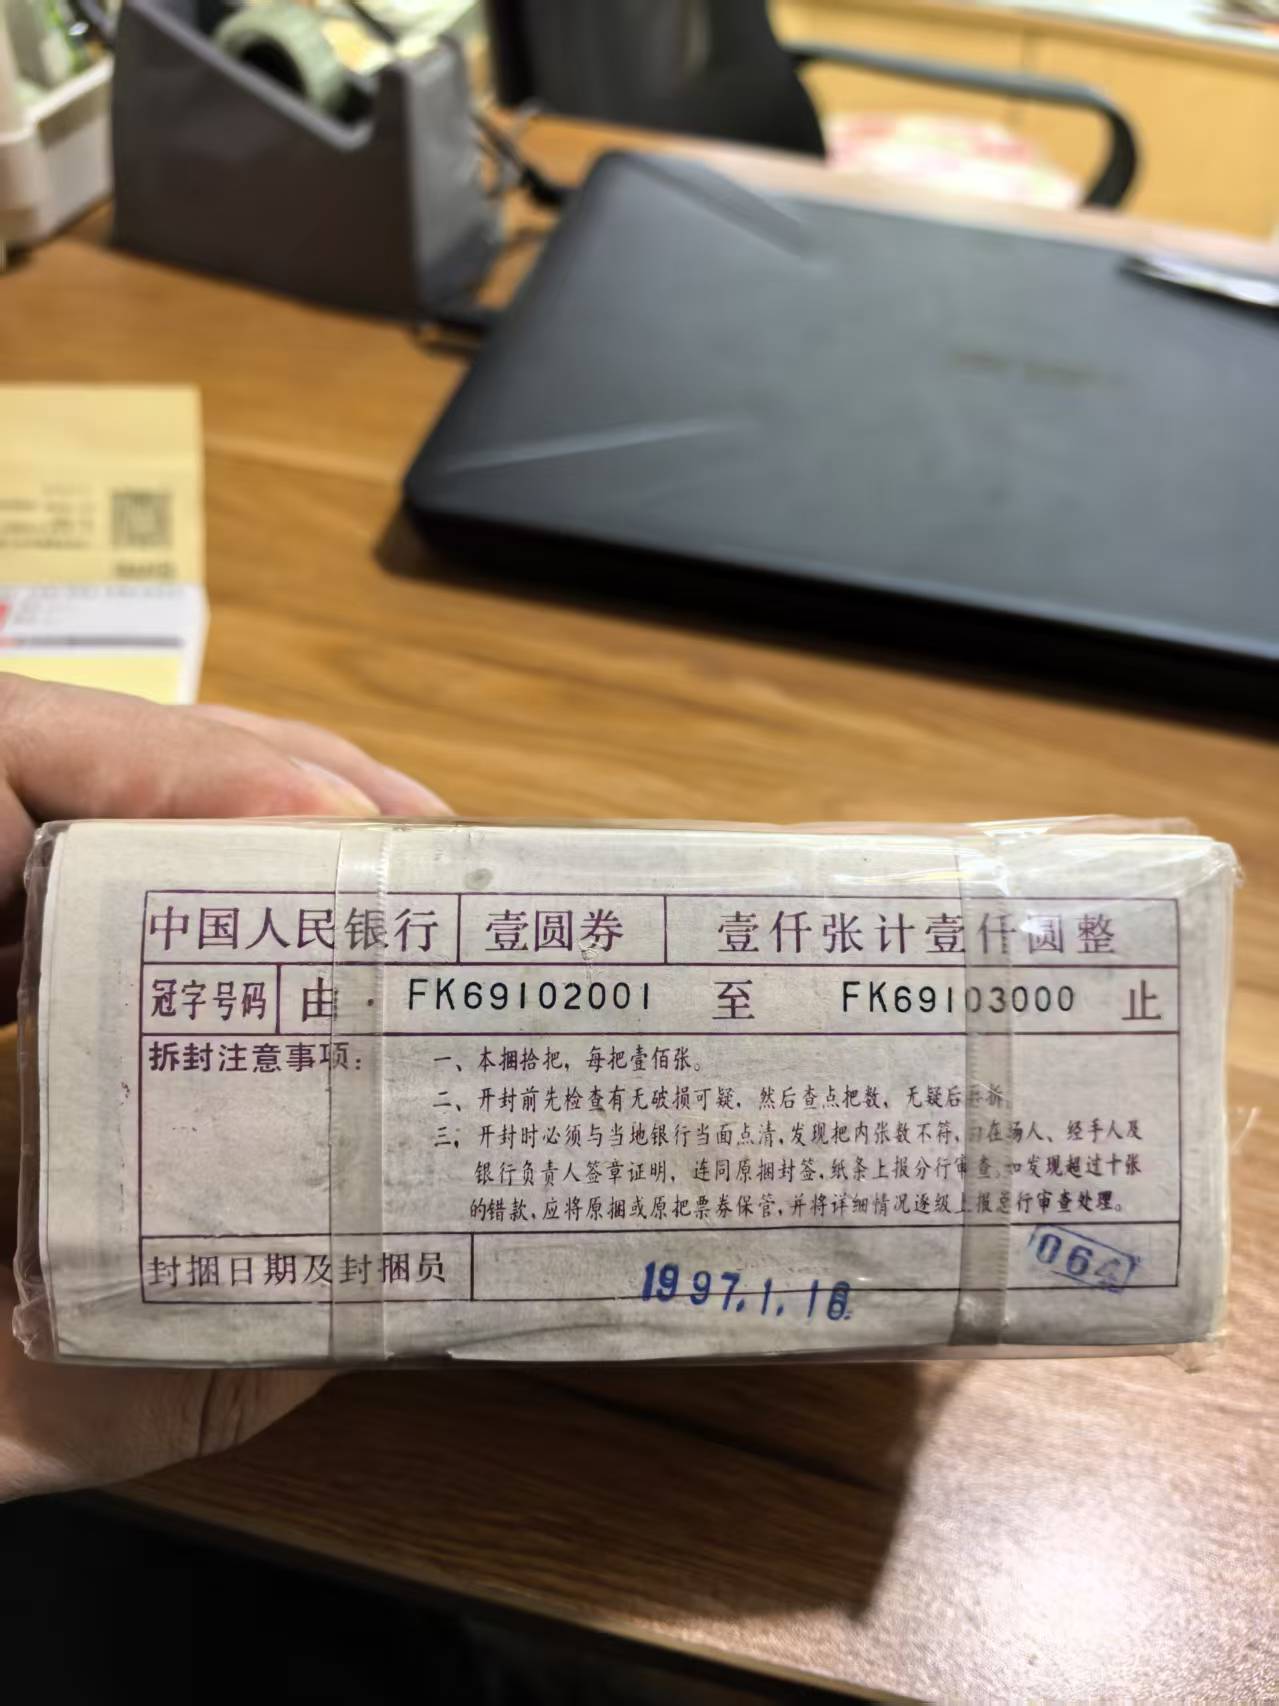 中国人民银行 壹圆券 壹仟张计壹仟圆整
冠字号码 由 FK69102001 至 FK69103000 止
拆封注意事项：
一、本捆拾把，每把壹佰张。
二、开封前先检查有无破损可疑，然后查点把数，无疑后再拆。
三、开封时必须与当地银行当面点清，发现把内张数不符，由在场人、经手人及
银行负责人签章证明，连同原捆封签，纸条上报分行审查。如发现超过十张
的错款，应将原捆或原把票券保管，并将详细情况逐级上报总行审查处理。
封捆日期及封捆员
1997.1.18